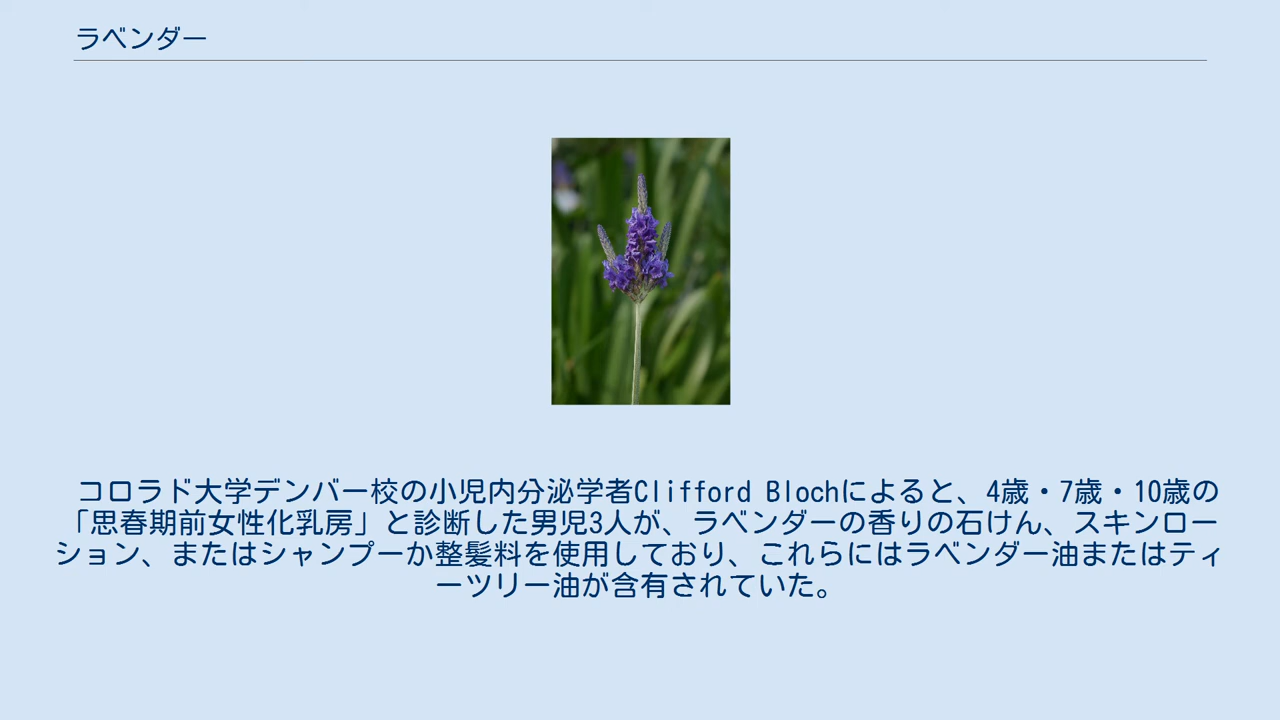 ラベンダー
コロラド大学デンバー校の小児内分泌学者Clifford Blochによると、4歳・7歳・10歳の
「思春期前女性化乳房」と診断した男児3人が、ラベンダーの香りの石けん、スキンロー
ション、またはシャンプーか整髪料を使用しており、これらにはラベンダー油またはティ
ーツリー油が含有されていた。